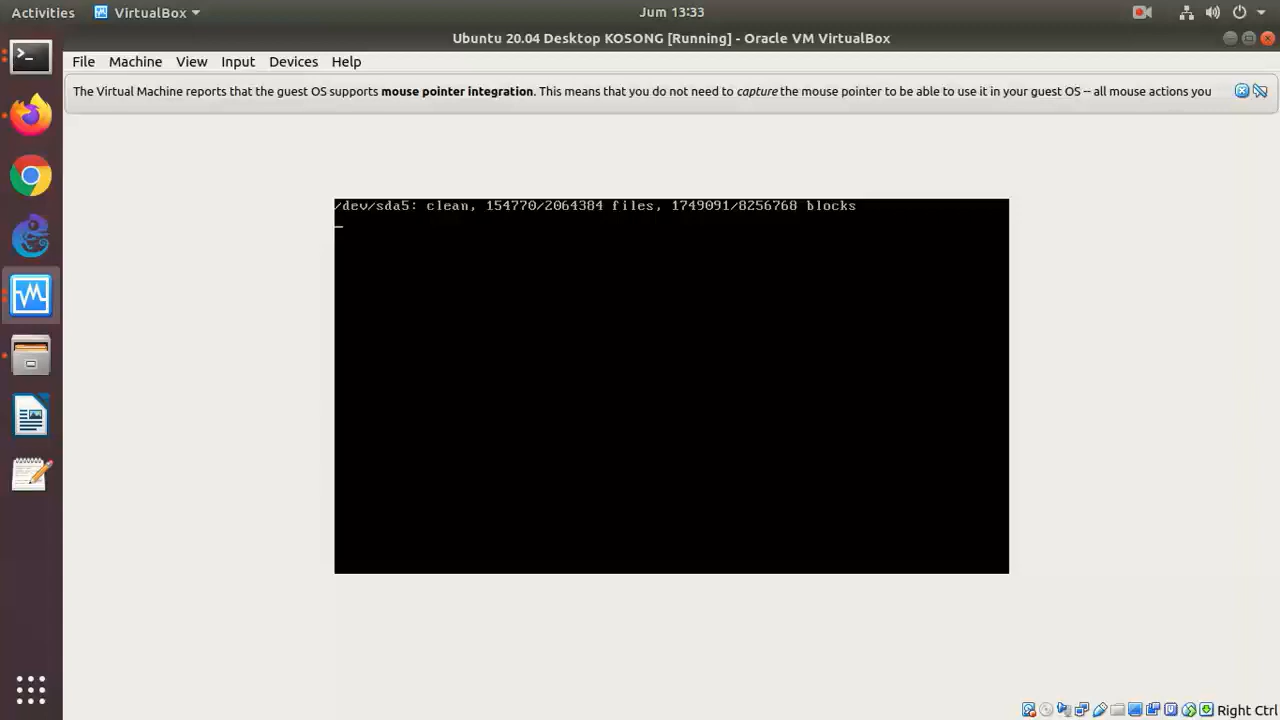 Activities VirtualBox Jum 13:33
Ubuntu 20.04 Desktop KOSONG [Running] - Oracle VM VirtualBox
File Machine View Input Devices Help
The Virtual Machine reports that the guest OS supports mouse pointer integration. This means that you do not need to capture the mouse pointer to be able to use it in your guest OS -- all mouse actions you
/dev/sda5: clean, 154770/2064384 files, 1749091/8256768 blocks
Right Ctrl